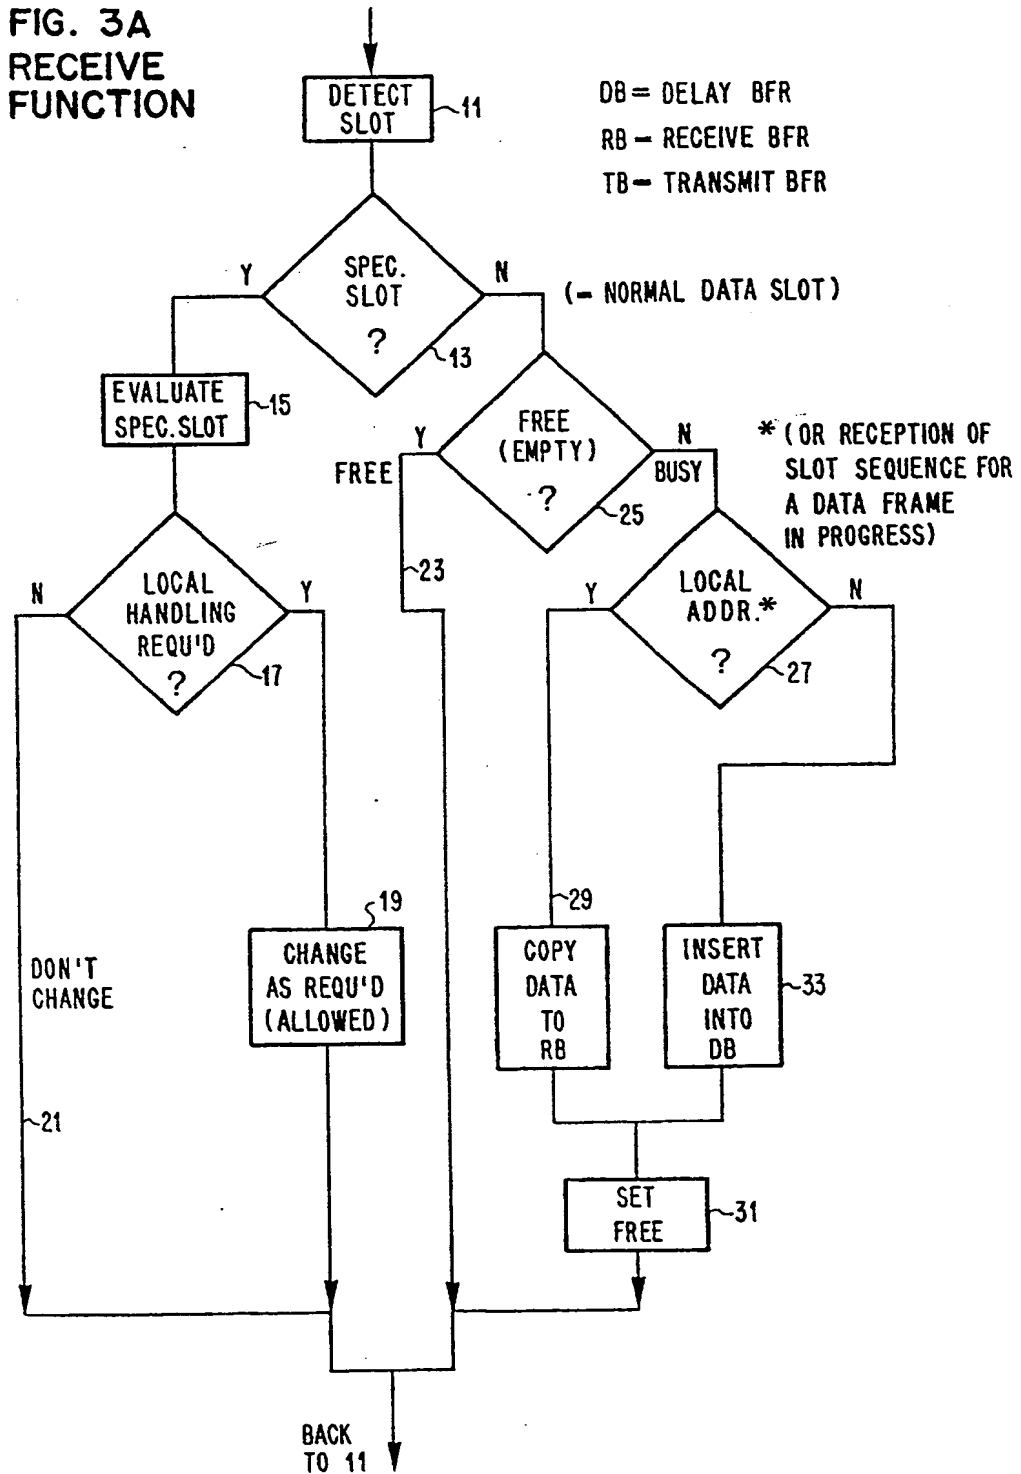 FIG. 3A
RECEIVE
FUNCTION
DETECT
SLOT
11
DB = DELAY BFR
RB - RECEIVE BFR
TB - TRANSMIT BFR
SPEC.
SLOT
?
13
Y
N
(- NORMAL DATA SLOT)
EVALUATE
SPEC. SLOT
15
FREE
(EMPTY)
?
25
Y
FREE
N
BUSY
23
* (OR RECEPTION OF
SLOT SEQUENCE FOR
A DATA FRAME
IN PROGRESS)
LOCAL
HANDLING
REQU'D
?
17
N
Y
LOCAL
ADDR.*
?
27
Y
N
DON'T
CHANGE
21
19
CHANGE
AS REQU'D
(ALLOWED)
29
COPY
DATA
TO
RB
INSERT
DATA
INTO
DB
33
SET
FREE
31
BACK
TO 11